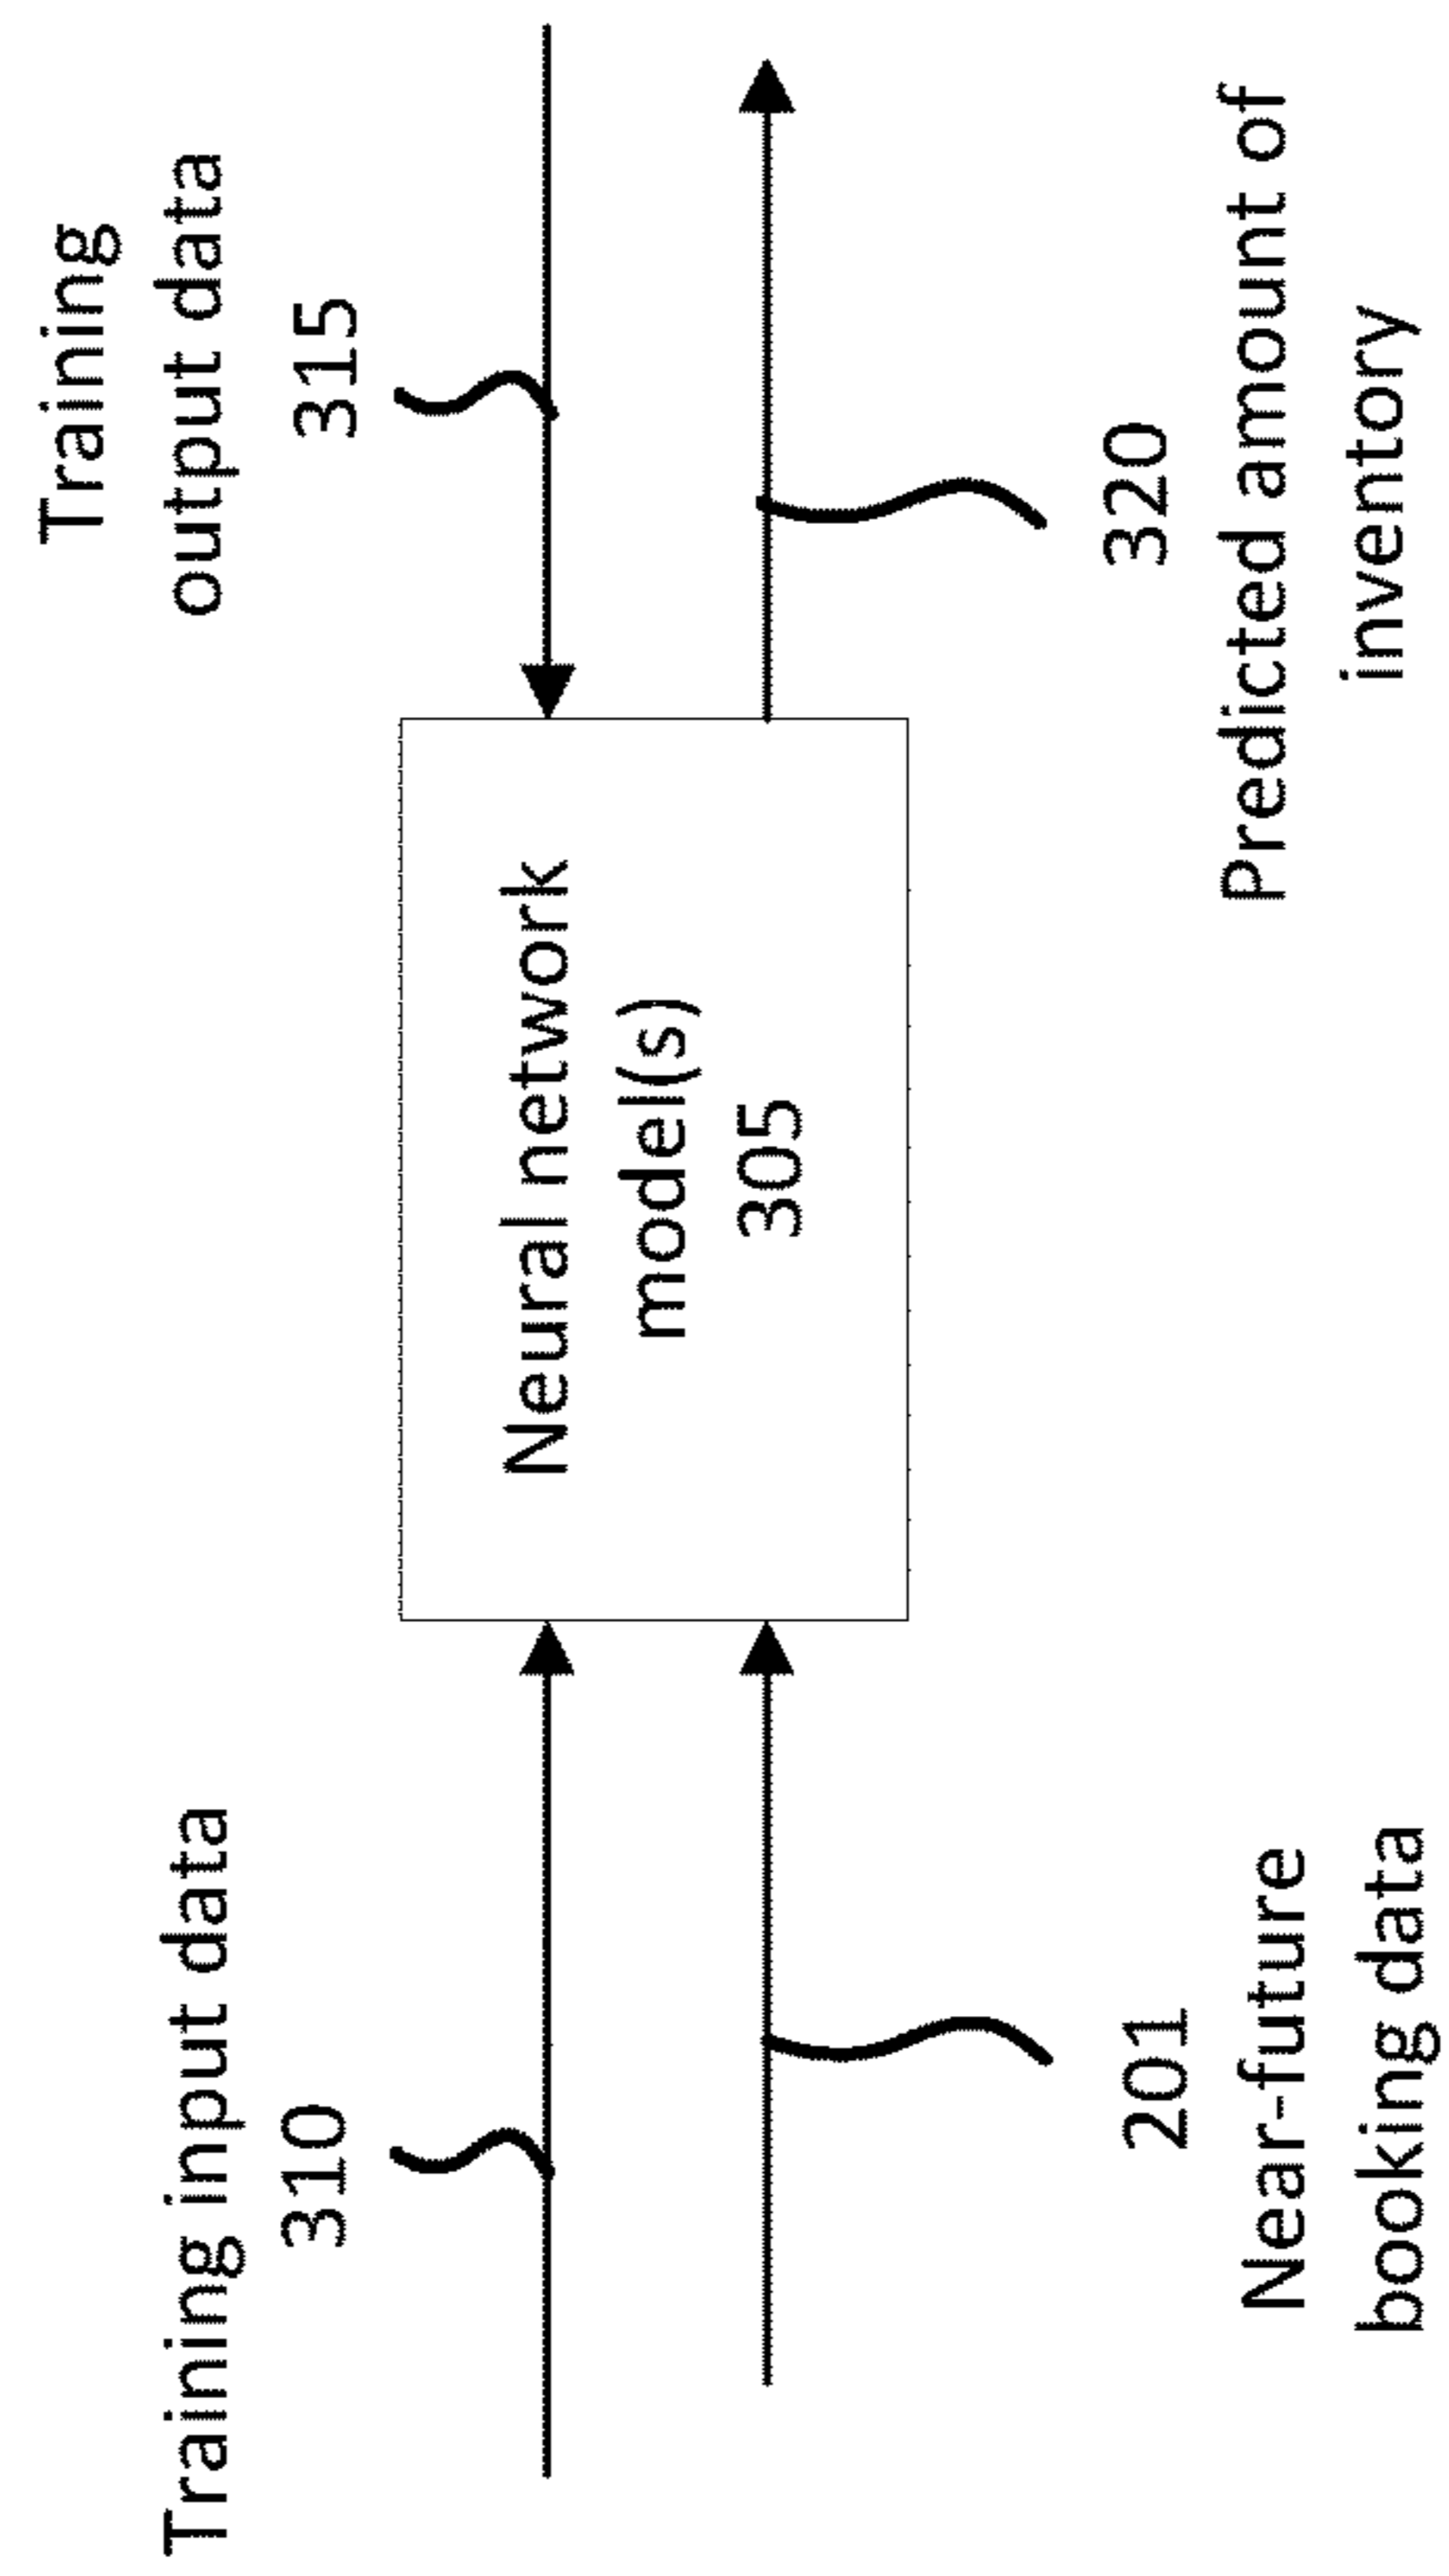 Training input data
310
Training
output data
315
Neural network
model(s)
305
201
Near-future
booking data
320
Predicted amount of
inventory